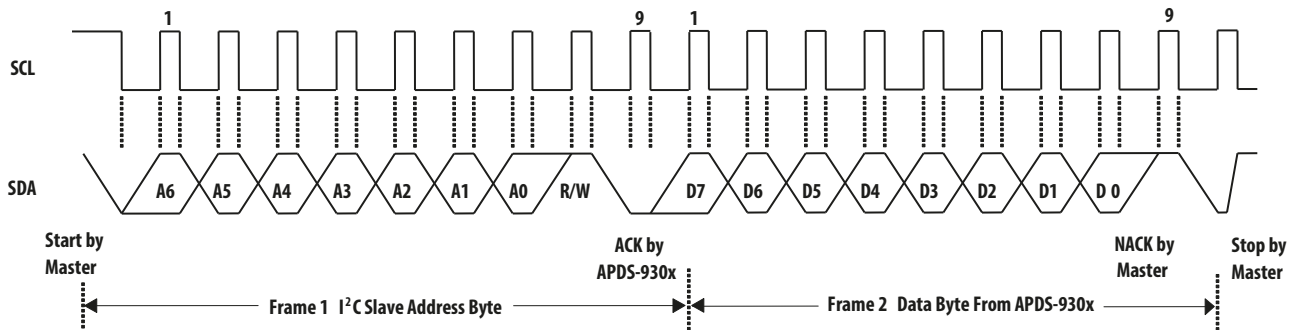 1 9 1 9
SCL
SDA A6 A5 A4 A3 A2 A1 A0 R/W D7 D6 D5 D4 D3 D2 D1 D 0
Start by
Master
ACK by
APDS-930x
NACK by
Master
Stop by
Master
Frame 1 I²C Slave Address Byte
Frame 2 Data Byte From APDS-930x